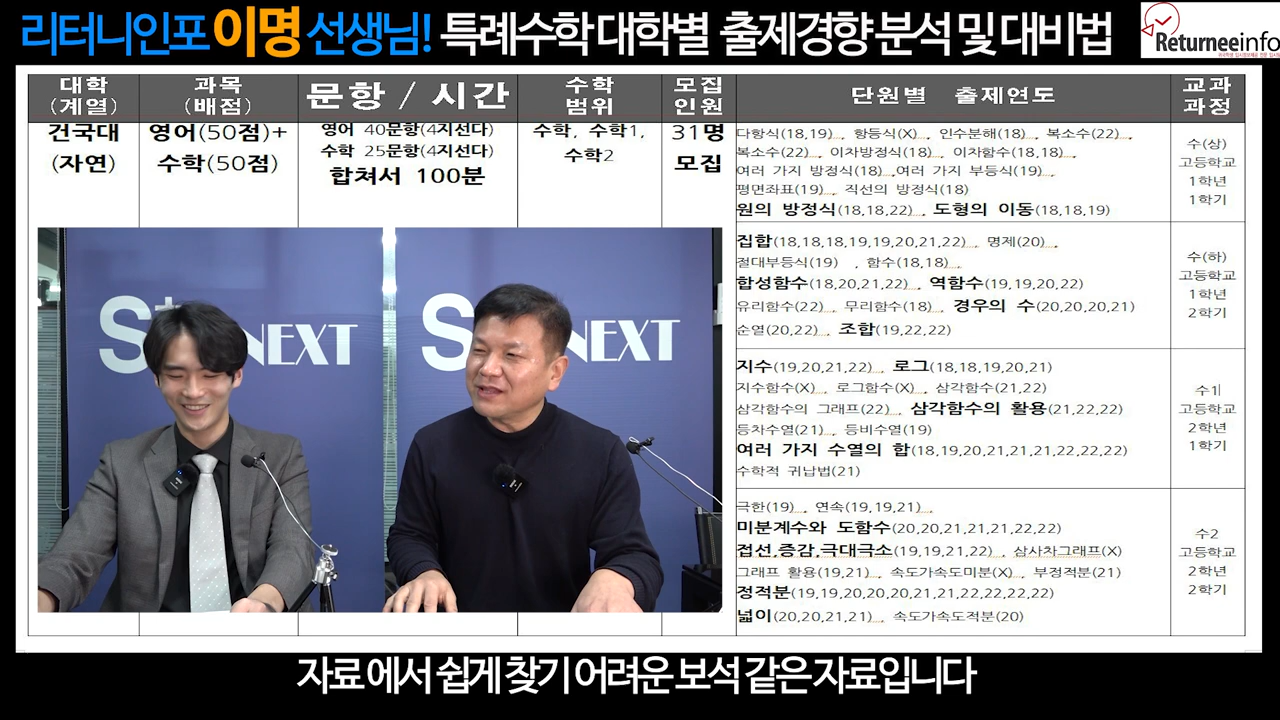 리터니인포 이명 선생님! 특례수학 대학별 출제경향 분석 및 대비법
Returneeinfo
대학
(계열)
과목
(배점)
문항 / 시간
수학
범위
모집
인원
단원별 출제연도
교과
과정
건국대
(자연)
영어(50점)+
수학(50점)
영어 40문항(4지선다)
수학 25문항(4지선다)
합쳐서 100분
수학, 수학1,
수학2
31명
모집
다항식(18,19) , 항등식(X) , 인수분해(18) , 복소수(22) ,
복소수(22) , 이차방정식(18) , 이차함수(18,18) ,
여러 가지 방정식(18) ,여러 가지 부등식(19) ,
평면좌표(19) , 직선의 방정식(18)
원의 방정식(18,18,22) , 도형의 이동(18,18,19)
수(상)
고등학교
1학년
1학기
집합(18,18,18,19,19,20,21,22) , 명제(20) ,
절대부등식(19) , 함수(18,18) ,
합성함수(18,20,21,22) , 역함수(19,19,20,22)
유리함수(22) , 무리함수(18) , 경우의 수(20,20,20,21)
순열(20,22) , 조합(19,22,22)
수(하)
고등학교
1학년
2학기
지수(19,20,21,22) , 로그(18,18,19,20,21)
지수함수(X) , 로그함수(X) , 삼각함수(21,22)
삼각함수의 그래프(22) , 삼각함수의 활용(21,22,22)
등차수열(21) , 등비수열(19)
여러 가지 수열의 합(18,19,20,21,21,21,22,22,22)
수학적 귀납법(21)
수1
고등학교
2학년
1학기
극한(19) , 연속(19,19,21) ,
미분계수와 도함수(20,20,21,21,21,22,22)
접선,증감,극대극소(19,19,21,22) , 삼사차그래프(X)
그래프 활용(19,21) , 속도가속도미분(X) , 부정적분(21)
정적분(19,19,20,20,20,21,21,22,22,22,22)
넓이(20,20,21,21) , 속도가속도적분(20)
수2
고등학교
2학년
2학기
NEXT
NEXT
자료 에서 쉽게 찾기 어려운 보석 같은 자료입니다